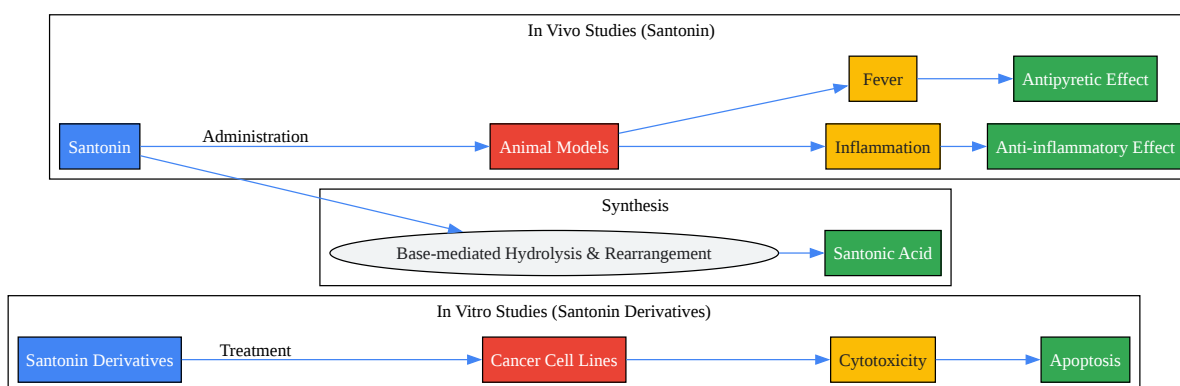 In Vivo Studies (Santonin)
Fever
Antipyretic Effect
Santonin
Administration
Animal Models
Inflammation
Anti-inflammatory Effect
Synthesis
Base-mediated Hydrolysis & Rearrangement
Santonic Acid
In Vitro Studies (Santonin Derivatives)
Santonin Derivatives
Treatment
Cancer Cell Lines
Cytotoxicity
Apoptosis